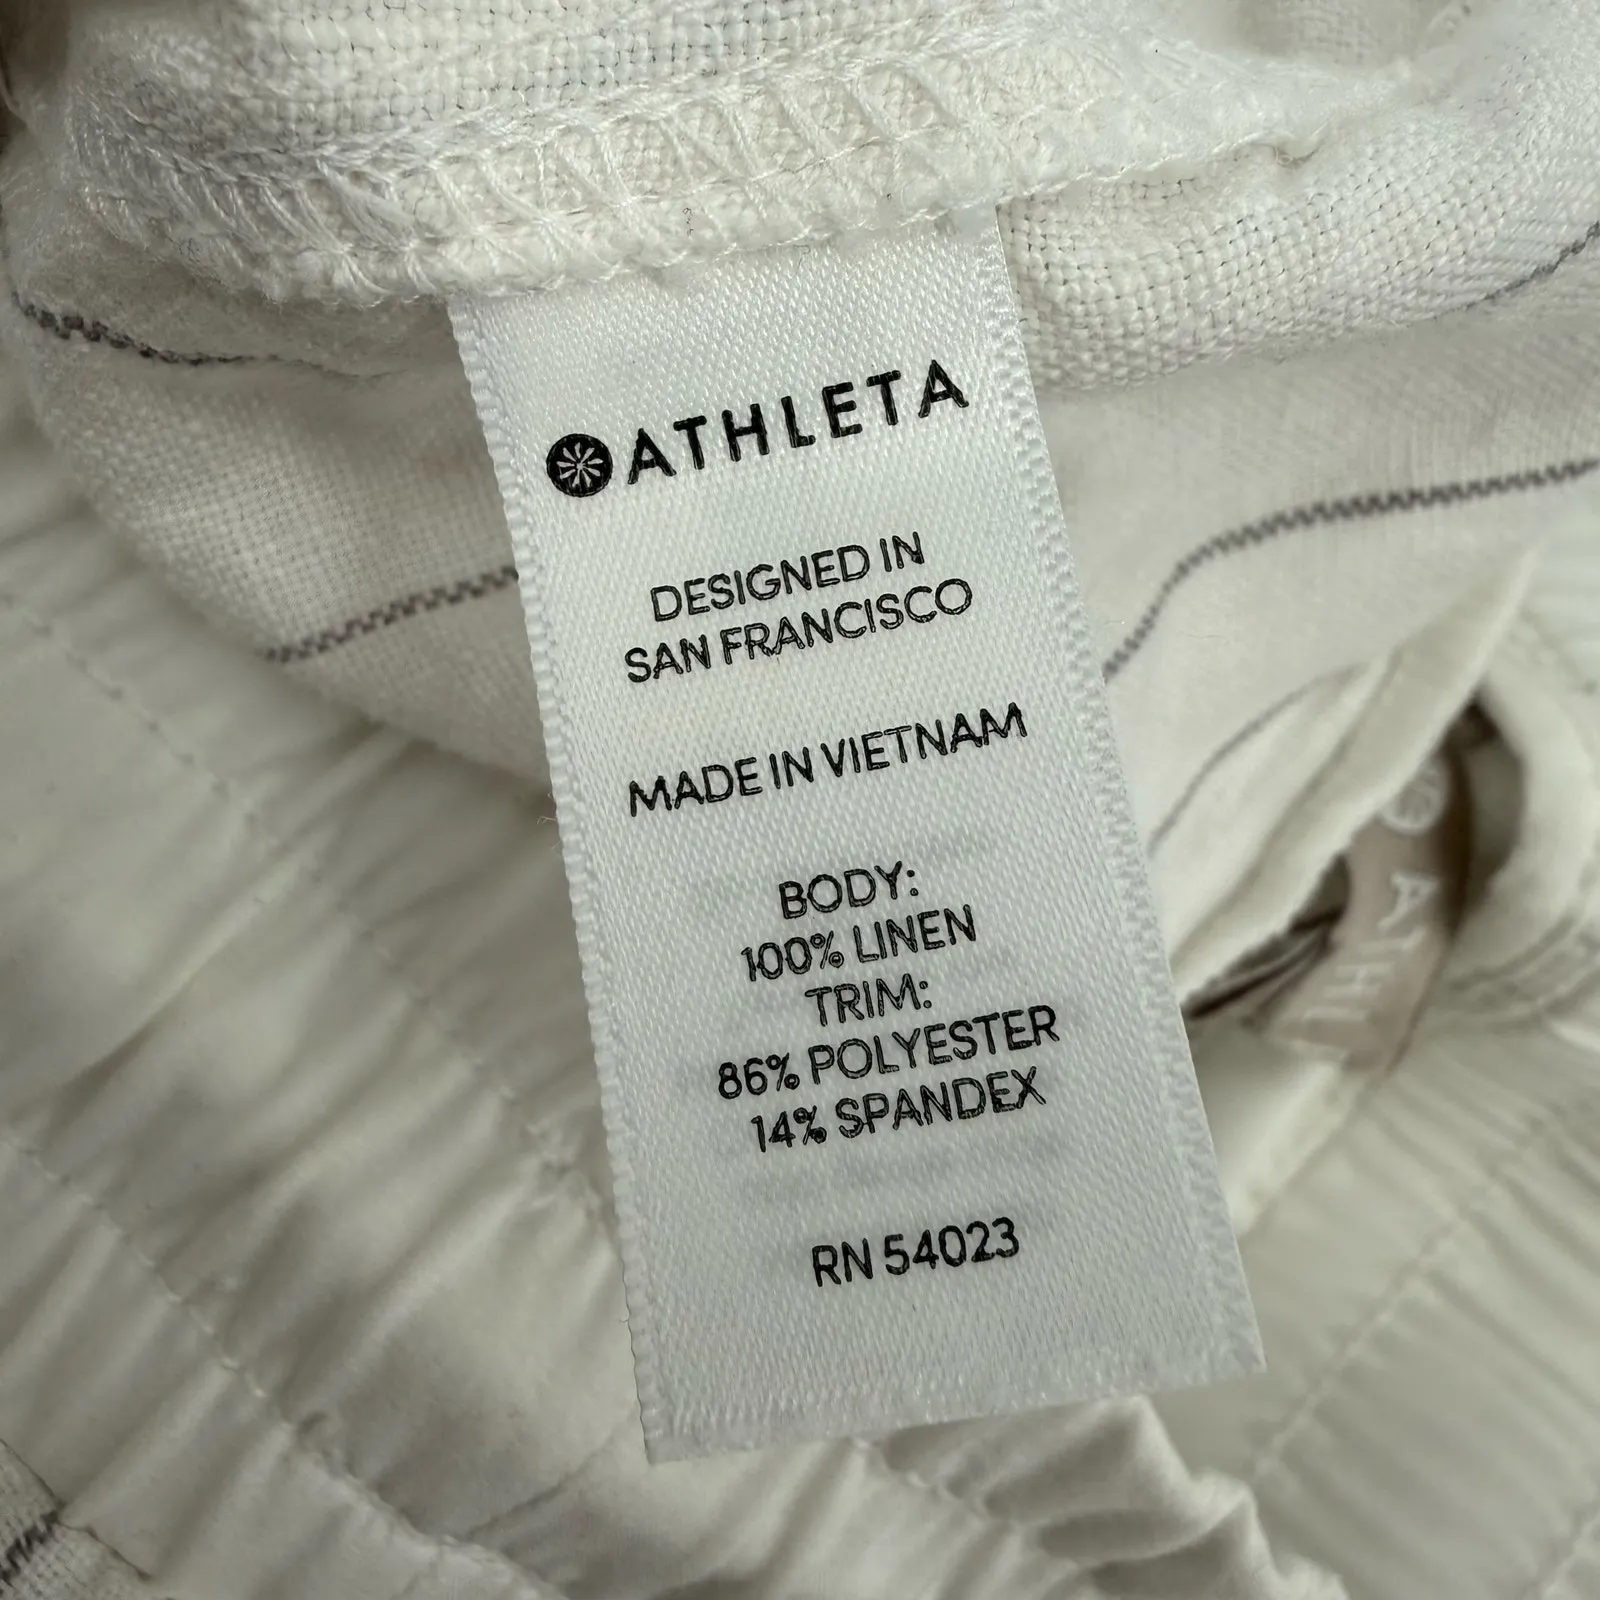 ATHLETA
DESIGNED IN
SAN FRANCISCO
MADE IN VIETNAM
BODY:
100% LINEN
TRIM:
86% POLYESTER
14% SPANDEX
RN 54023